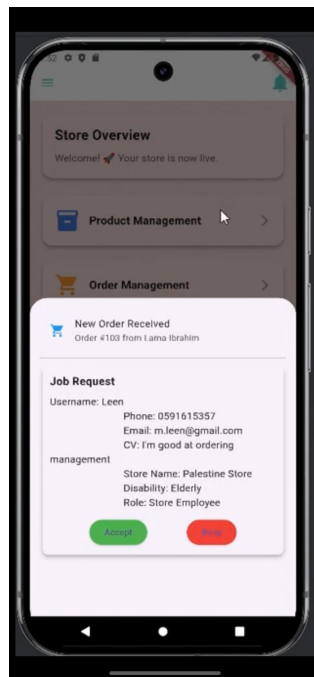 Store Overview
Welcome! 🚀 Your store is now live.
Product Management
Order Management
New Order Received
Order #103 from Lama Ibrahim
Job Request
Username: Leen
Phone: 0591615357
Email: m.leen@gmail.com
CV: I'm good at ordering
management
Store Name: Palestine Store
Disability: Elderly
Role: Store Employee
Accept